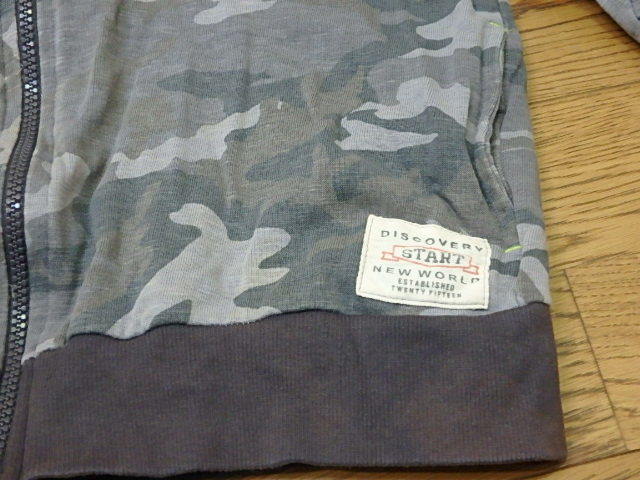 DISCOVERY
START
NEW WORLD
ESTABLISHED
TWENTY FIFTEEN